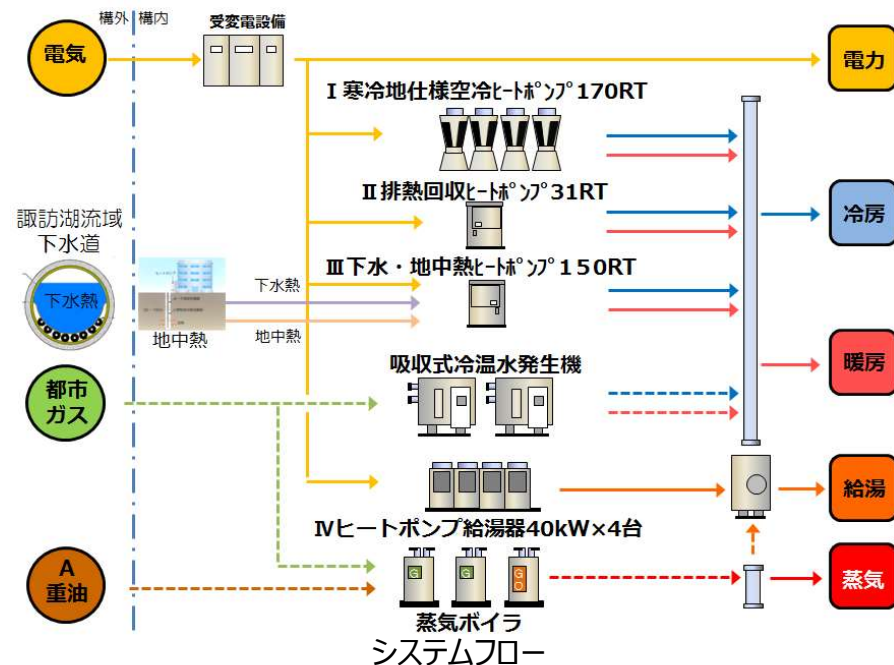 構外 構内
受変電設備
電気
電力
Ⅰ寒冷地仕様空冷ﾋｰﾄﾎﾟﾝﾌﾟ170RT
Ⅱ排熱回収ﾋｰﾄﾎﾟﾝﾌﾟ31RT
冷房
諏訪湖流域
下水道
Ⅲ下水・地中熱ﾋｰﾄﾎﾟﾝﾌﾟ150RT
下水熱
下水熱
地中熱
地中熱
吸収式冷温水発生機
暖房
都市
ガス
給湯
Ⅳヒートポンプ給湯器40kW×4台
A
重油
G
G
G
O
蒸気
蒸気ボイラ
システムフロー